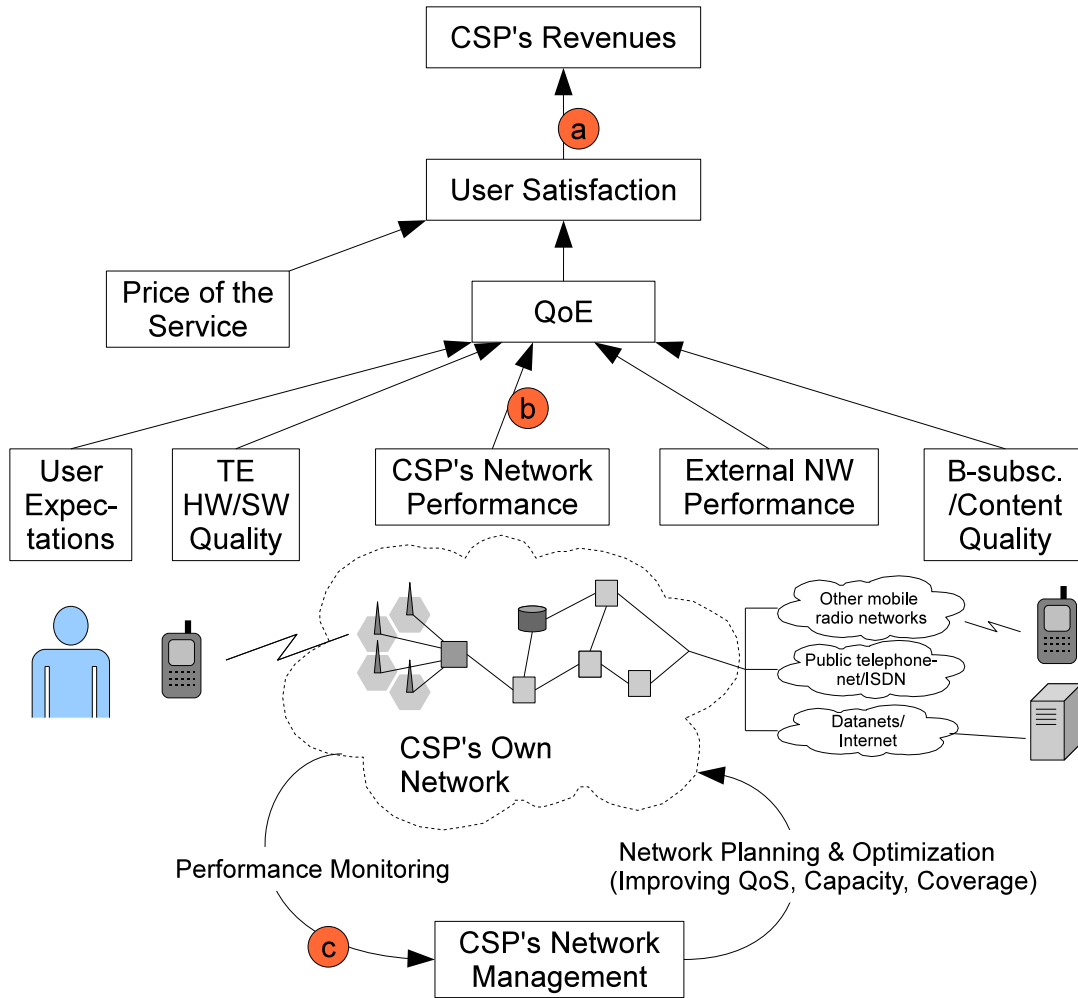 CSP's Revenues
a
User Satisfaction
Price of the
Service
QoE
b
User
Expec-
tations
TE
HW/SW
Quality
CSP's Network
Performance
External NW
Performance
B-subsc.
/Content
Quality
Other mobile
radio networks
Public telephone-
net/ISDN
Datanets/
Internet
CSP's Own
Network
Performance Monitoring
Network Planning & Optimization
(Improving QoS, Capacity, Coverage)
c
CSP's Network
Management